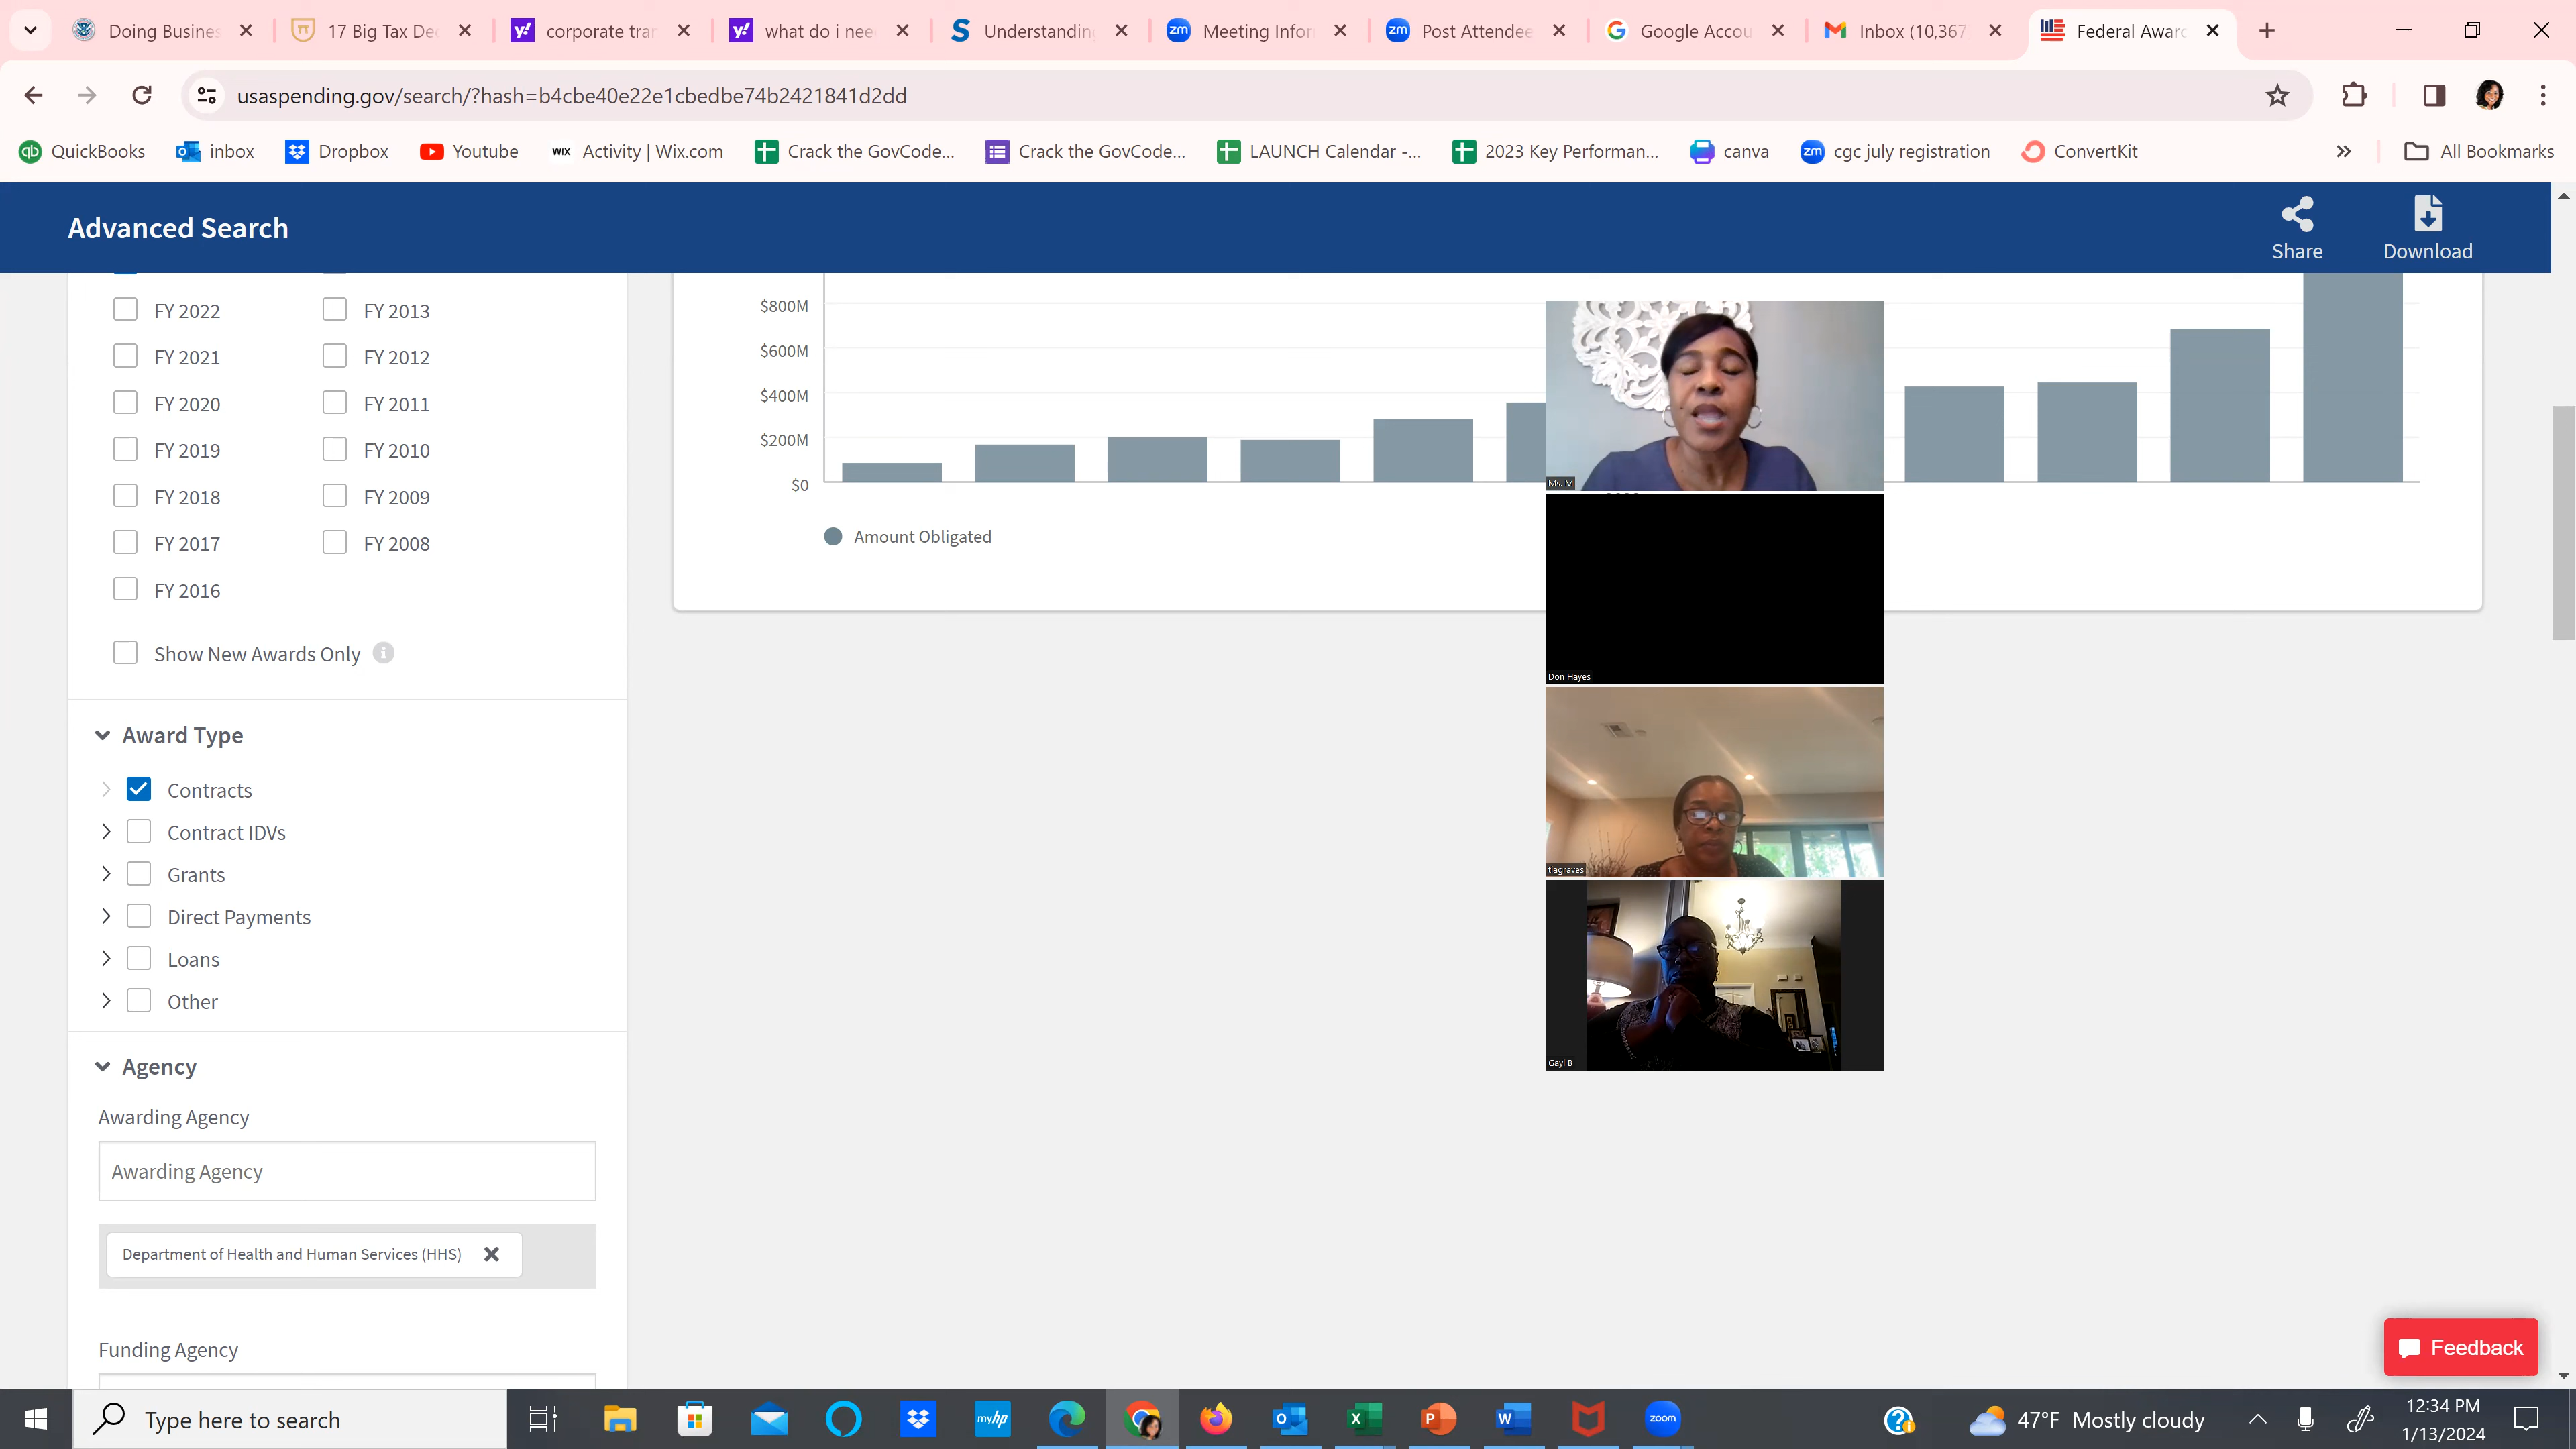 Doing Busines
17 Big Tax De
corporate tran
what do i nee
Understanding
Meeting Infor
Post Attendee
Google Accou
Inbox (10,367
Federal Awar
usaspending.gov/search/?hash=b4cbe40e22e1cbedbe74b2421841d2dd
QuickBooks
inbox
Dropbox
Youtube
WIX Activity | Wix.com
Crack the GovCode...
Crack the GovCode...
LAUNCH Calendar -...
2023 Key Performan...
canva
cgc july registration
ConvertKit
All Bookmarks
Advanced Search
Share
Download
FY 2022 FY 2013
FY 2021 FY 2012
FY 2020 FY 2011
FY 2019 FY 2010
FY 2018 FY 2009
FY 2017 FY 2008
FY 2016
Show New Awards Only
Award Type
Contracts
Contract IDVs
Grants
Direct Payments
Loans
Other
Agency
Awarding Agency
Awarding Agency
Department of Health and Human Services (HHS)
Funding Agency
$800M
$600M
$400M
$200M
$0
Amount Obligated
Ms. M
Don Hayes
tiagraves
Gayl B
Feedback
Type here to search
myhp
zoom
47°F Mostly cloudy
12:34 PM
1/13/2024